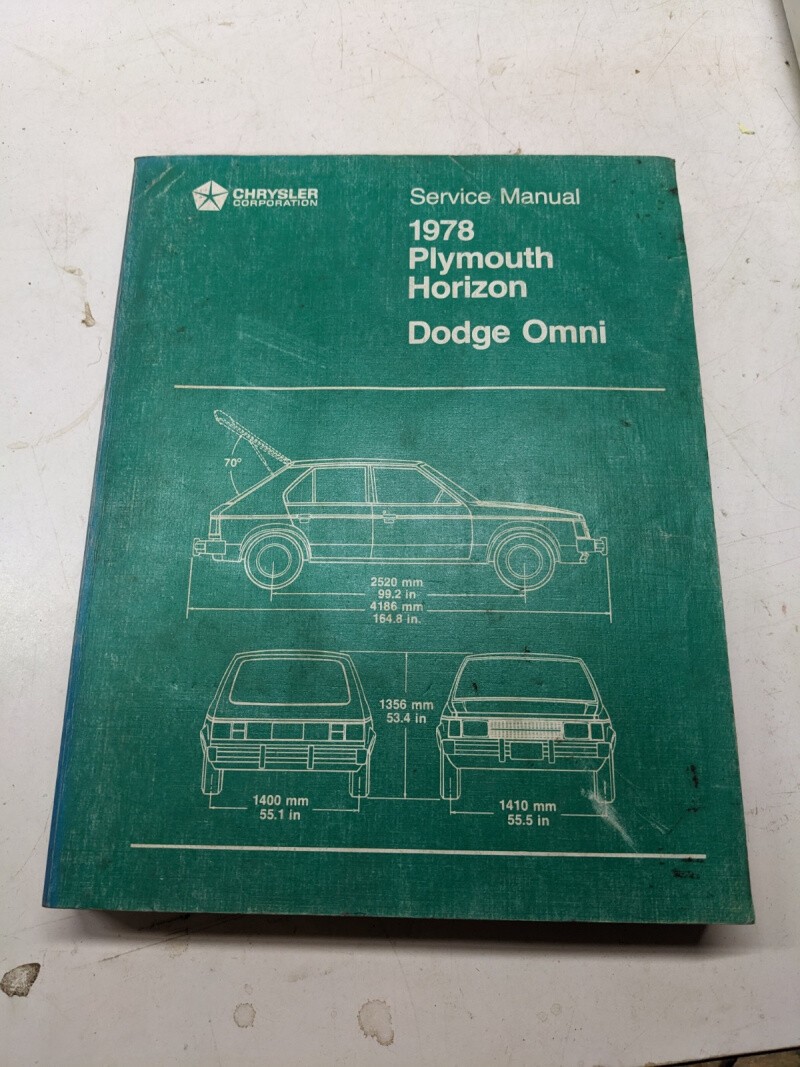 CHRYSLER
CORPORATION
Service Manual
1978
Plymouth
Horizon
Dodge Omni
70°
2520 mm
99.2 in
4186 mm
164.8 in.
1356 mm
53.4 in
1400 mm
55.1 in
1410 mm
55.5 in